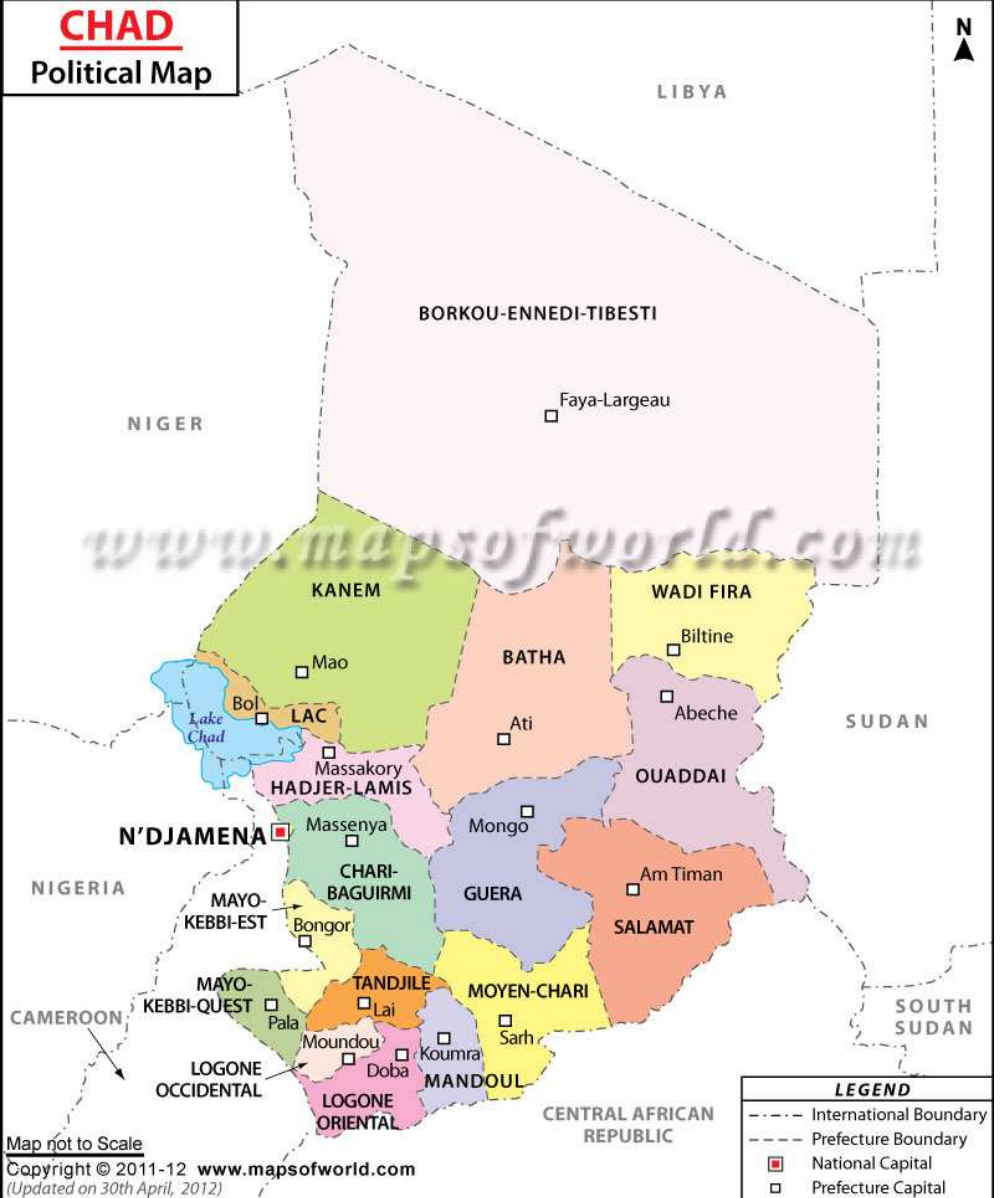 CHAD
Political Map
N
LIBYA
BORKOU-ENNEDI-TIBESTI
Faya-Largeau
NIGER
www.mapsofworld.com
KANEM
WADI FIRA
Biltine
BATHA
Mao
Bol
LAC
Abeche
Lake
Chad
Ati
SUDAN
Massakory
HADJER-LAMIS
OUADDAI
N'DJAMENA
Massenya
Mongo
CHARI-
BAGUIRMI
Am Timan
NIGERIA
GUERA
MAYO-
KEBBI-EST
Bongor
SALAMAT
MAYO-
KEBBI-QUEST
TANDJILE
MOYEN-CHARI
Lai
Pala
CAMEROON
SOUTH
SUDAN
Moundou
Sarh
Koumra
Doba
LOGONE
OCCIDENTAL
MANDOUL
LOGONE
ORIENTAL
CENTRAL AFRICAN
REPUBLIC
LEGEND
International Boundary
Prefecture Boundary
National Capital
Prefecture Capital
Map not to Scale
Copyright © 2011-12 www.mapsofworld.com
(Updated on 30th April, 2012)